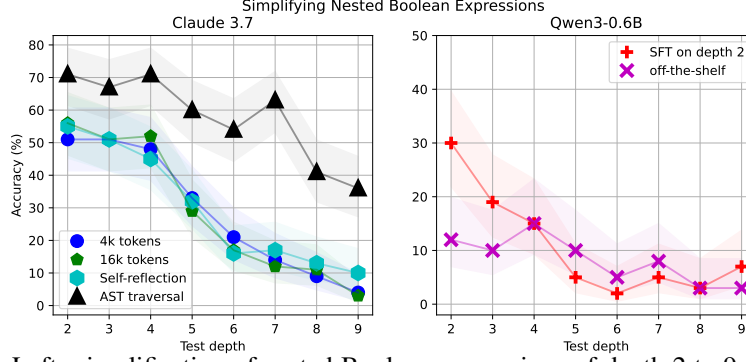 Simplifying Nested Boolean Expressions
Claude 3.7
Accuracy (%)
80
70
60
50
40
30
20
10
0
4k tokens
16k tokens
Self-reflection
AST traversal
2 3 4 5 6 7 8 9
Test depth
Qwen3-0.6B
50
40
30
20
10
0
SFT on depth 2
off-the-shelf
2 3 4 5 6 7 8 9
Test depth